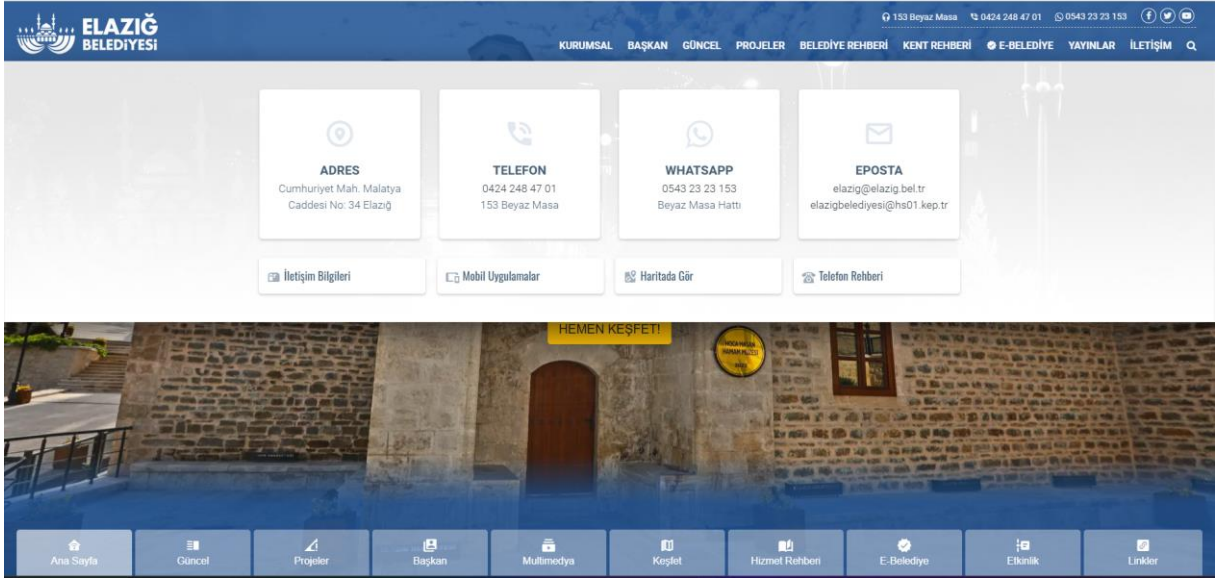 ELAZIĞ
BELEDİYESİ
153 Beyaz Masa 0424 248 47 01 0543 23 23 153
KURUMSAL BAŞKAN GÜNCEL PROJELER BELEDİYE REHBERİ KENT REHBERİ E-BELEDİYE YAYINLAR İLETİŞİM
ADRES
Cumhuriyet Mah. Malatya
Caddesi No: 34 Elazığ
TELEFON
0424 248 47 01
153 Beyaz Masa
WHATSAPP
0543 23 23 153
Beyaz Masa Hattı
EPOSTA
elazig@elazig.bel.tr
elazigbelediyesi@hs01.kep.tr
İletişim Bilgileri
Mobil Uygulamalar
Haritada Gör
Telefon Rehberi
HEMEN KEŞFET!
HAMAM MÜZESİ
Ana Sayfa
Güncel
Projeler
Başkan
Multimedya
Keşfet
Hizmet Rehberi
E-Belediye
Etkinlik
Linkler